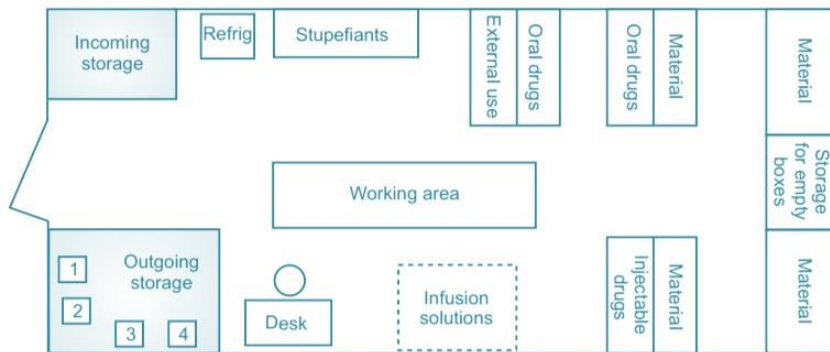 Incoming
storage
Refrig
Stupefiants
External use
Oral drugs
Oral drugs
Material
Material
Storage
for empty
boxes
Working area
1
2
3
4
Outgoing
storage
Desk
Infusion
solutions
Injectable
drugs
Material
Material